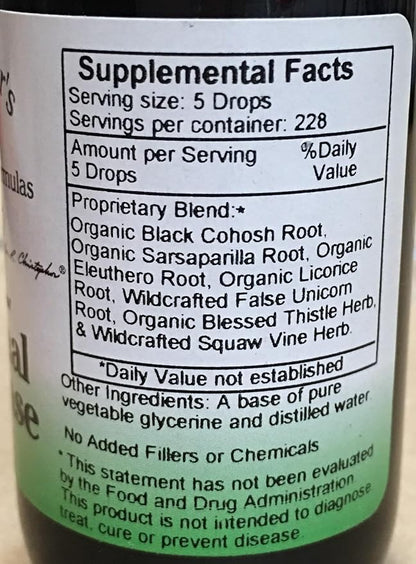 r's
mulas
Christopher®
al
se
Supplemental Facts
Serving size: 5 Drops
Servings per container: 228
Amount per Serving %Daily
5 Drops Value
Proprietary Blend:*
Organic Black Cohosh Root,
Organic Sarsaparilla Root, Organic
Eleuthero Root, Organic Licorice
Root, Wildcrafted False Unicorn
Root, Organic Blessed Thistle Herb,
& Wildcrafted Squaw Vine Herb.
*Daily Value not established
Other Ingredients: A base of pure
vegetable glycerine and distilled water.
No Added Fillers or Chemicals
*This statement has not been evaluated
by the Food and Drug Administration.
This product is not intended to diagnose
treat, cure or prevent disease.